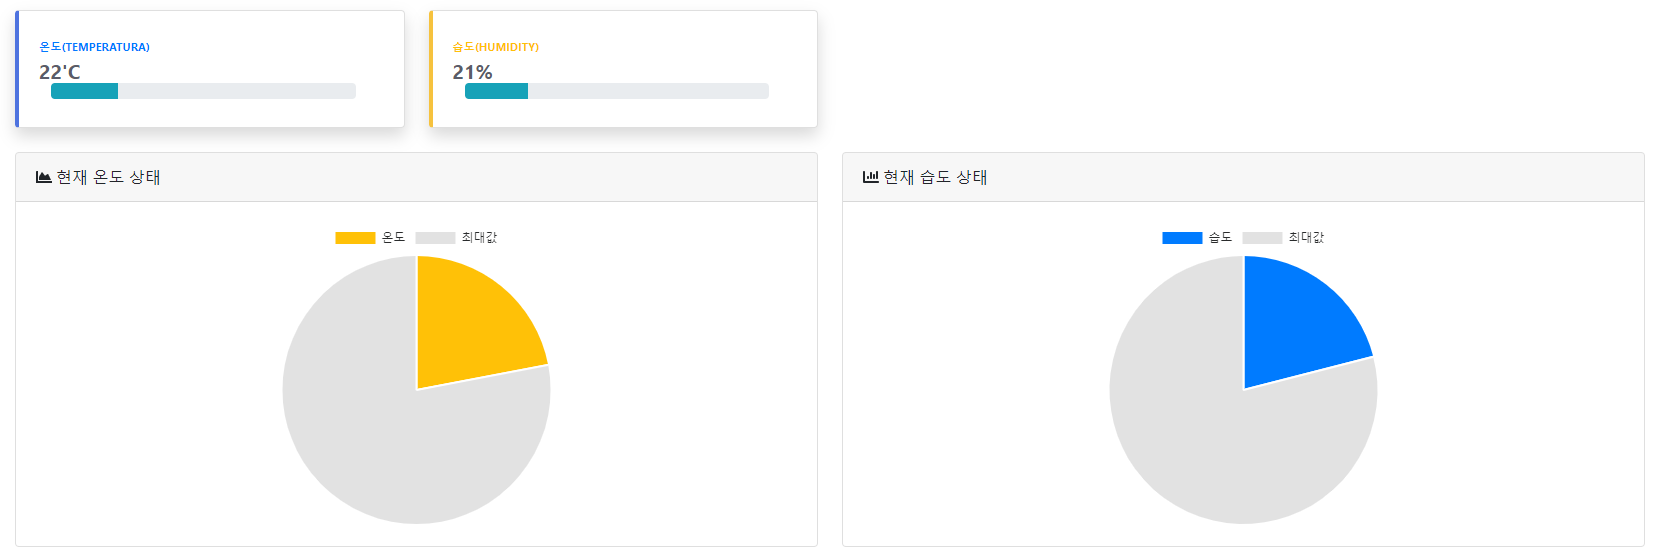 온도(TEMPERATURA)
22'C
습도(HUMIDITY)
21%
현재 온도 상태
온도 최대값
현재 습도 상태
습도 최대값